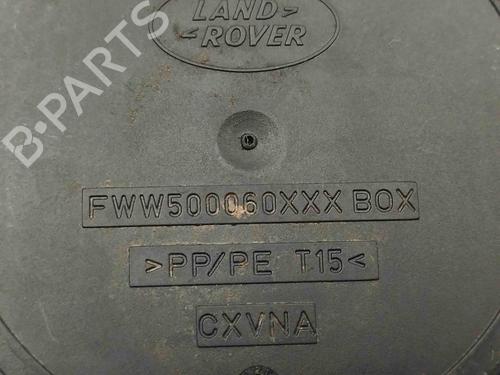 LAND>
<ROVER
B-PARTS
FWW500060XXX BOX
>PP/PE T15<
CXVNA